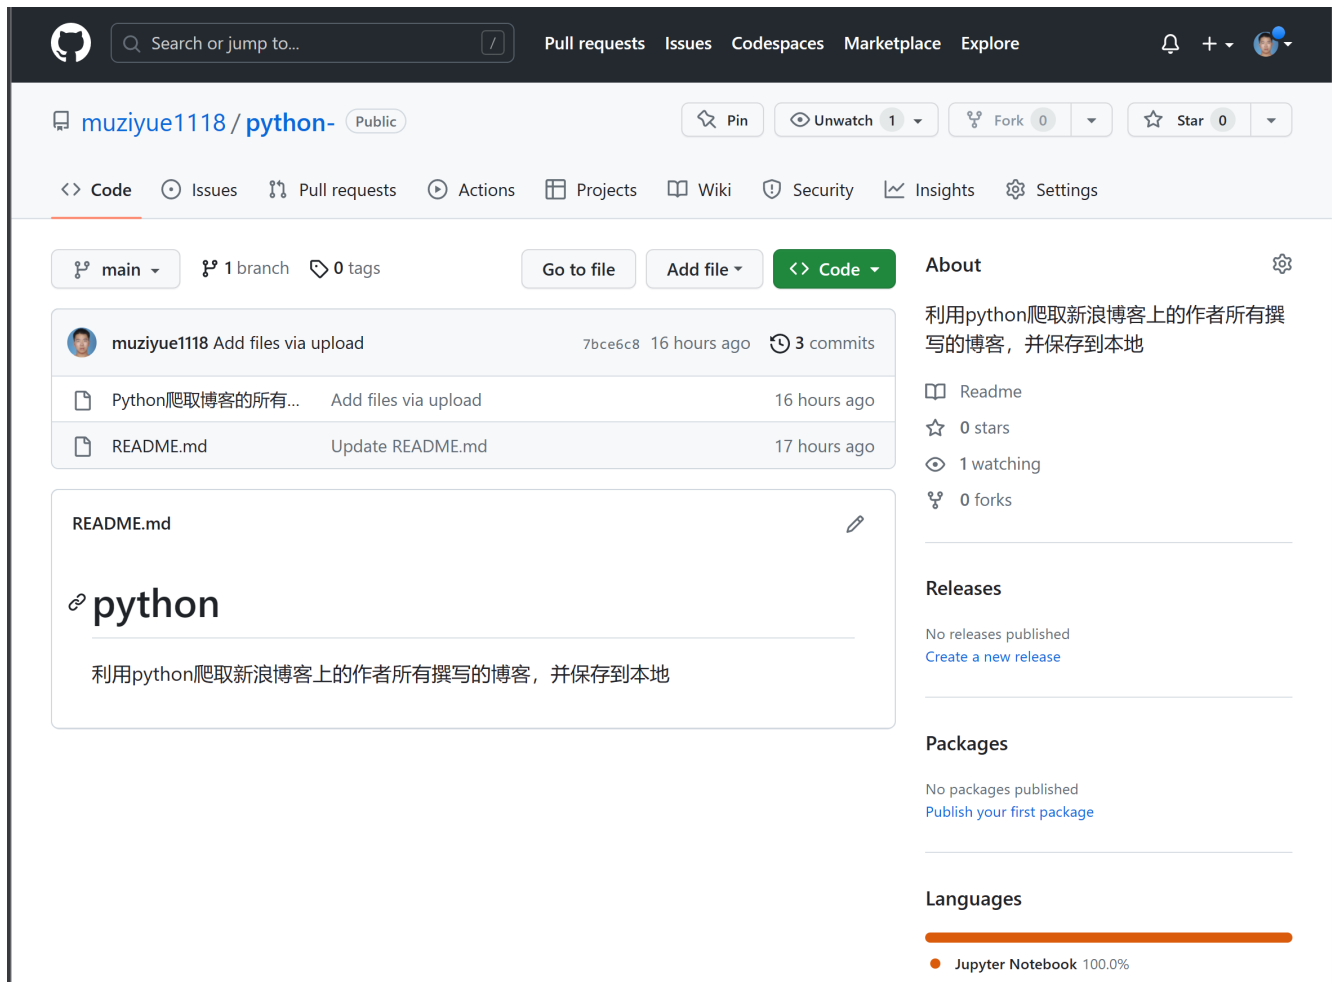 Search or jump to... /
Pull requests Issues Codespaces Marketplace Explore
muziyue1118 / python- Public
Pin Unwatch 1 Fork 0 Star 0
Code Issues Pull requests Actions Projects Wiki Security Insights Settings
main 1 branch 0 tags Go to file Add file Code
muziyue1118 Add files via upload 7bce6c8 16 hours ago 3 commits
Python爬取博客的所有... Add files via upload 16 hours ago
README.md Update README.md 17 hours ago
README.md
python
利用python爬取新浪博客上的作者所有撰写的博客，并保存到本地
About
利用python爬取新浪博客上的作者所有撰
写的博客，并保存到本地
Readme
0 stars
1 watching
0 forks
Releases
No releases published
Create a new release
Packages
No packages published
Publish your first package
Languages
Jupyter Notebook 100.0%